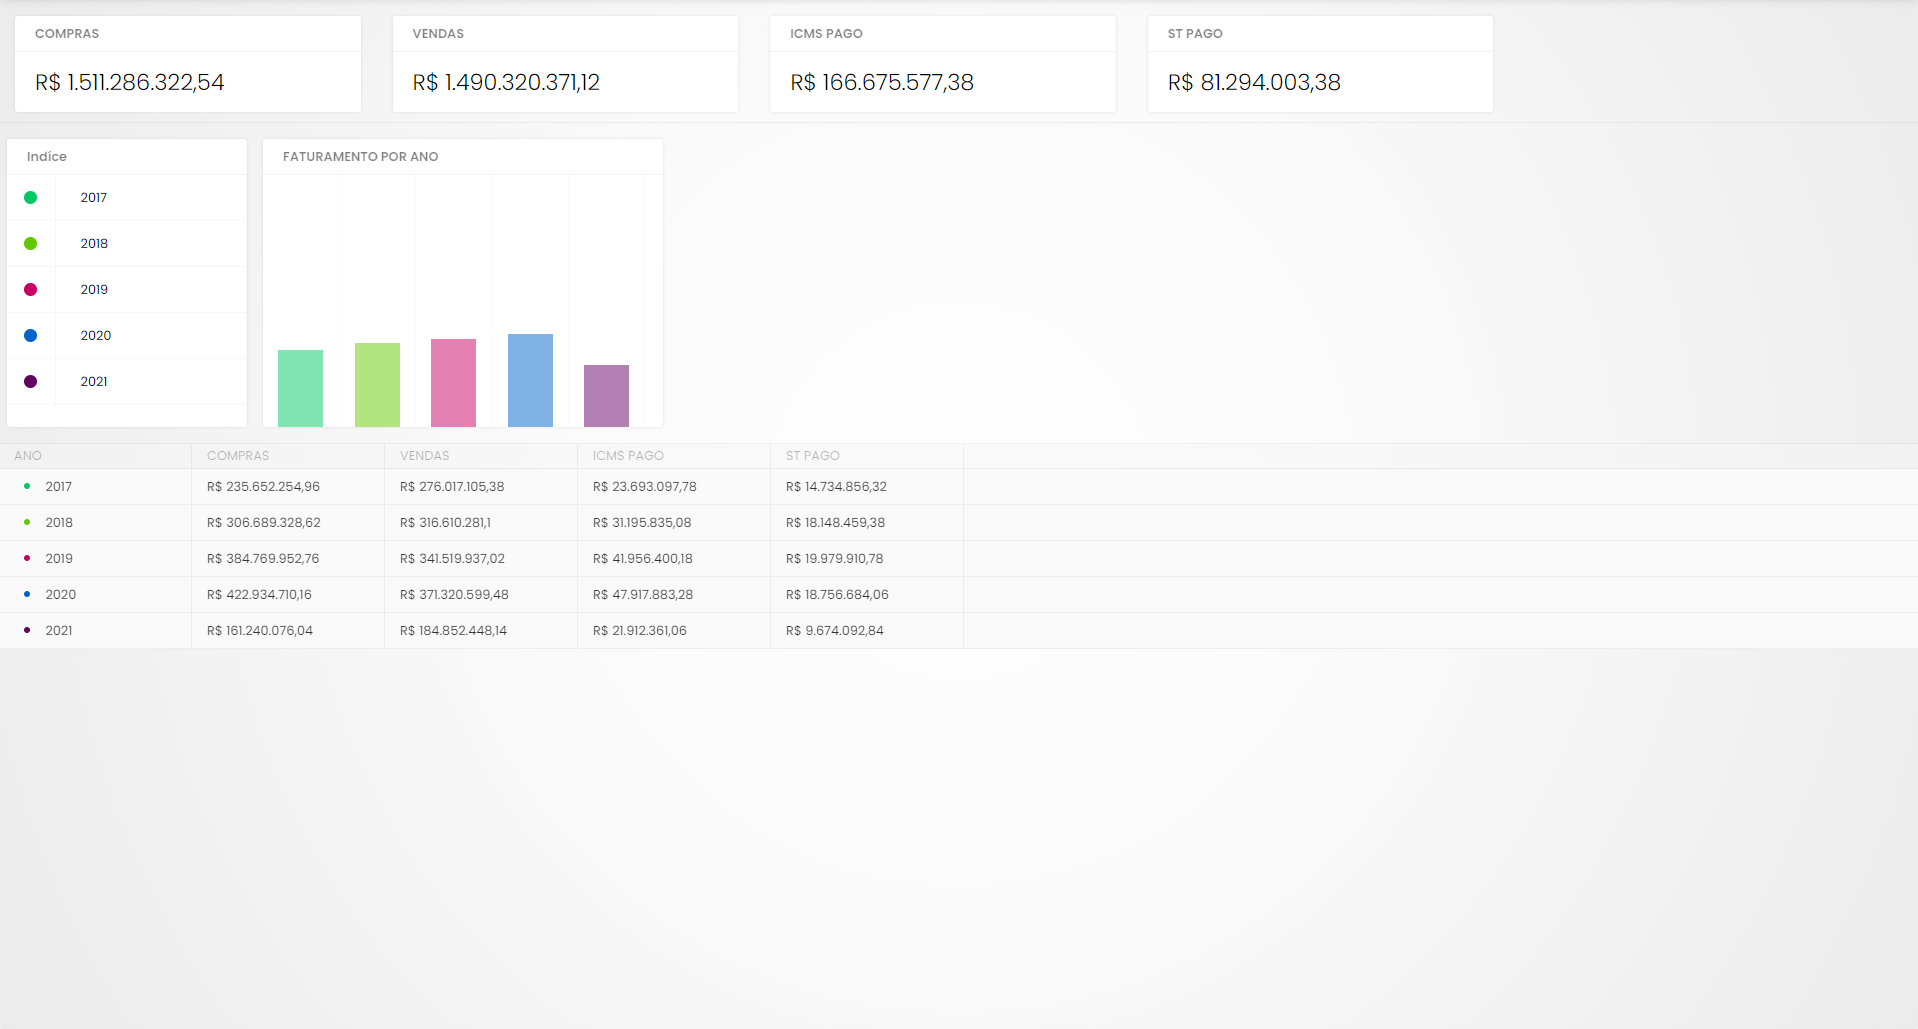 COMPRAS VENDAS ICMS PAGO ST PAGO
R$ 1.511.286.322,54 R$ 1.490.320.371,12 R$ 166.675.577,38 R$ 81.294.003,38
Indíce FATURAMENTO POR ANO
2017
2018
2019
2020
2021
ANO COMPRAS VENDAS ICMS PAGO ST PAGO
2017 R$ 235.652.254,96 R$ 276.017.105,38 R$ 23.693.097,78 R$ 14.734.856,32
2018 R$ 306.689.328,62 R$ 316.610.281,1 R$ 31.195.835,08 R$ 18.148.459,38
2019 R$ 384.769.952,76 R$ 341.519.937,02 R$ 41.956.400,18 R$ 19.979.910,78
2020 R$ 422.934.710,16 R$ 371.320.599,48 R$ 47.917.883,28 R$ 18.756.684,06
2021 R$ 161.240.076,04 R$ 184.852.448,14 R$ 21.912.361,06 R$ 9.674.092,84